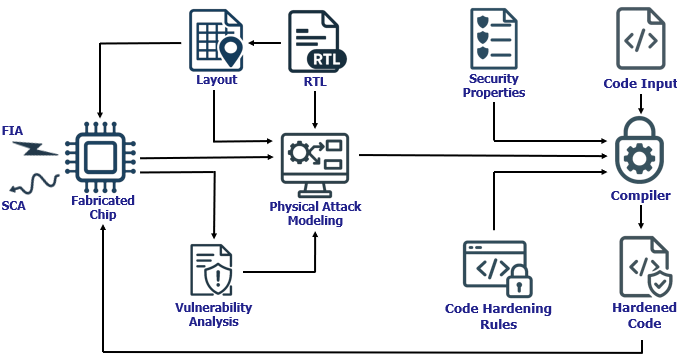 RTL
Layout
RTL
Security
Properties
Code Input
FIA
SCA
Fabricated
Chip
Physical Attack
Modeling
Compiler
Vulnerability
Analysis
Code Hardening
Rules
Hardened
Code